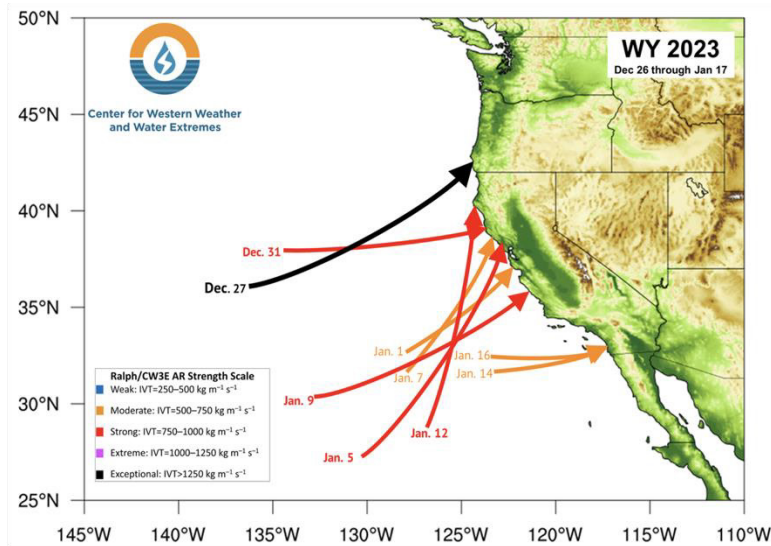 50°N
45°N
40°N
35°N
30°N
25°N
WY 2023
Dec 26 through Jan 17
Center for Western Weather
and Water Extremes
Dec. 31
Dec. 27
Jan. 1
Jan. 16
Jan. 7
Jan. 14
Jan. 9
Jan. 12
Jan. 5
Ralph/CW3E AR Strength Scale
Weak: IVT=250–500 kg m⁻¹ s⁻¹
Moderate: IVT=500–750 kg m⁻¹ s⁻¹
Strong: IVT=750–1000 kg m⁻¹ s⁻¹
Extreme: IVT=1000–1250 kg m⁻¹ s⁻¹
Exceptional: IVT>1250 kg m⁻¹ s⁻¹
145°W 140°W 135°W 130°W 125°W 120°W 115°W 110°W